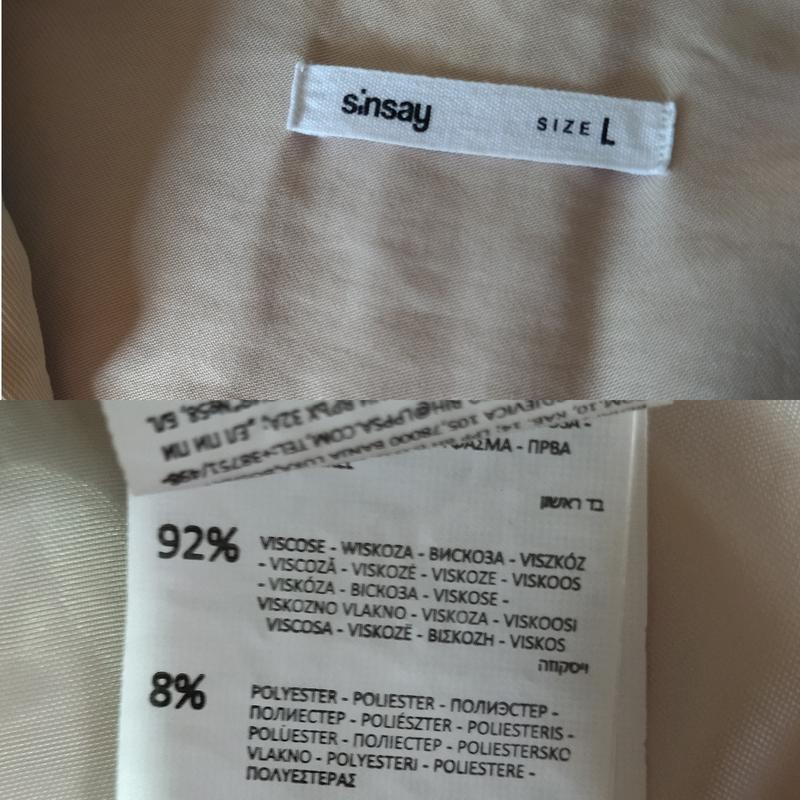 sinsay SIZE L
ФАΣМА - ПРВА
בד ראשון
92% VISCOSE - WISKOZA - ВИСКОЗА - VISZKÓZ
- VISCOZĂ - VISKOZĖ - VISKOZE - VISKOOS
- VISKÓZA - ВІСКОЗА - VISKOSE -
VISKOZNO VLAKNO - VISKOZA - VISKOOSI
VISCOSA - VISKOZË - ΒΙΣΚΟΖΗ - VISKOS
ויסקוזה
8% POLYESTER - POLIESTER - ПОЛИЭСТЕР -
ПОЛИЕСТЕР - POLIÉSZTER - POLIESTERIS -
POLÜESTER - ПОЛІЕСТЕР - POLIESTERSKO
VLAKNO - POLYESTERI - POLIESTERE -
ΠΟΛΥΕΣΤΕΡΑΣ